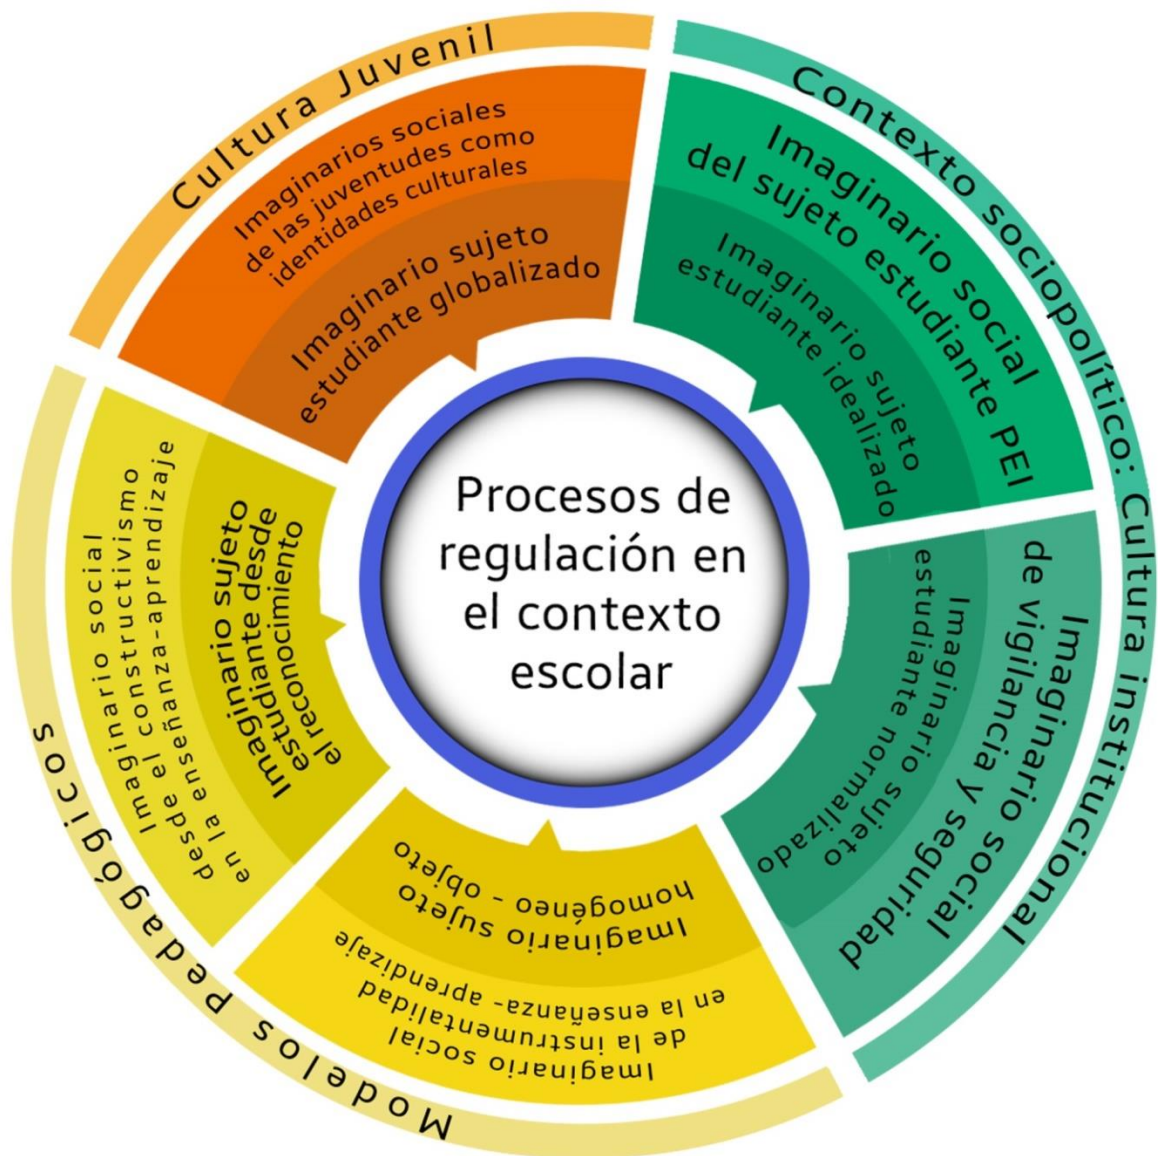 Procesos de
regulación en
el contexto
escolar
Cultura Juvenil
Imaginarios sociales
de las juventudes como
identidades culturales
Imaginario sujeto
estudiante globalizado
Contexto sociopolítico: Cultura institucional
Imaginario social
del sujeto estudiante PEI
Imaginario sujeto
estudiante idealizado
Imaginario social
de vigilancia y seguridad
Imaginario sujeto
estudiante normalizado
Modelos Pedagógicos
Imaginario social
de la instrumentalidad
en la enseñanza- aprendizaje
Imaginario sujeto
homogéneo - objeto
Imaginario social
desde el constructivismo
en la enseñanza-aprendizaje
Imaginario sujeto
estudiante desde
el reconocimiento